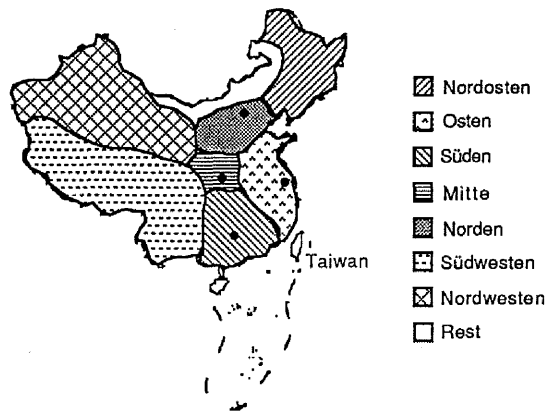 Nordosten
Osten
Süden
Mitte
Norden
Südwesten
Nordwesten
Rest
Taiwan